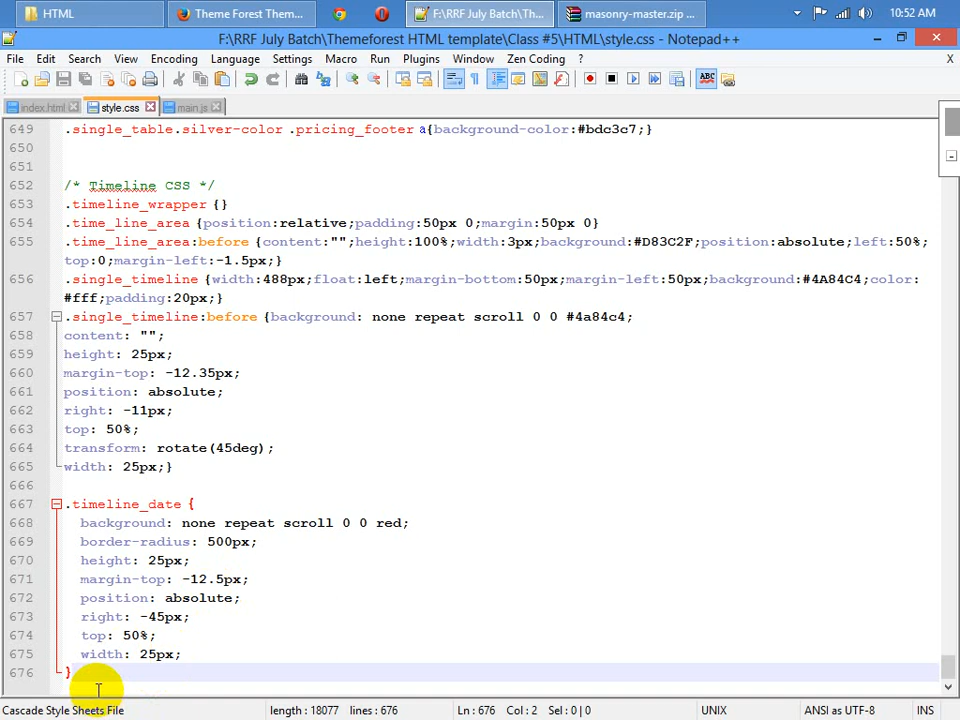 HTML
Theme Forest Them...
F:\RRF July Batch\Th...
masonry-master.zip ...
10:52 AM
F:\RRF July Batch\Themeforest HTML template\Class #5\HTML\style.css - Notepad++
File Edit Search View Encoding Language Settings Macro Run Plugins Window Zen Coding ? X
index.html style.css main.js
649 .single_table.silver-color .pricing_footer a{background-color:#bdc3c7;}
650
651
652 /* Timeline CSS */
653 .timeline_wrapper {}
654 .time_line_area {position:relative;padding:50px 0;margin:50px 0}
655 .time_line_area:before {content:"";height:100%;width:3px;background:#D83C2F;position:absolute;left:50%;
top:0;margin-left:-1.5px;}
656 .single_timeline {width:488px;float:left;margin-bottom:50px;margin-left:50px;background:#4A84C4;color:
#fff;padding:20px;}
657 .single_timeline:before {background: none repeat scroll 0 0 #4a84c4;
658 content: "";
659 height: 25px;
660 margin-top: -12.35px;
661 position: absolute;
662 right: -11px;
663 top: 50%;
664 transform: rotate(45deg);
665 width: 25px;}
666
667 .timeline_date {
668 background: none repeat scroll 0 0 red;
669 border-radius: 500px;
670 height: 25px;
671 margin-top: -12.5px;
672 position: absolute;
673 right: -45px;
674 top: 50%;
675 width: 25px;
676 }
Cascade Style Sheets File length : 18077 lines : 676 Ln : 676 Col : 2 Sel : 0 | 0 UNIX ANSI as UTF-8 INS